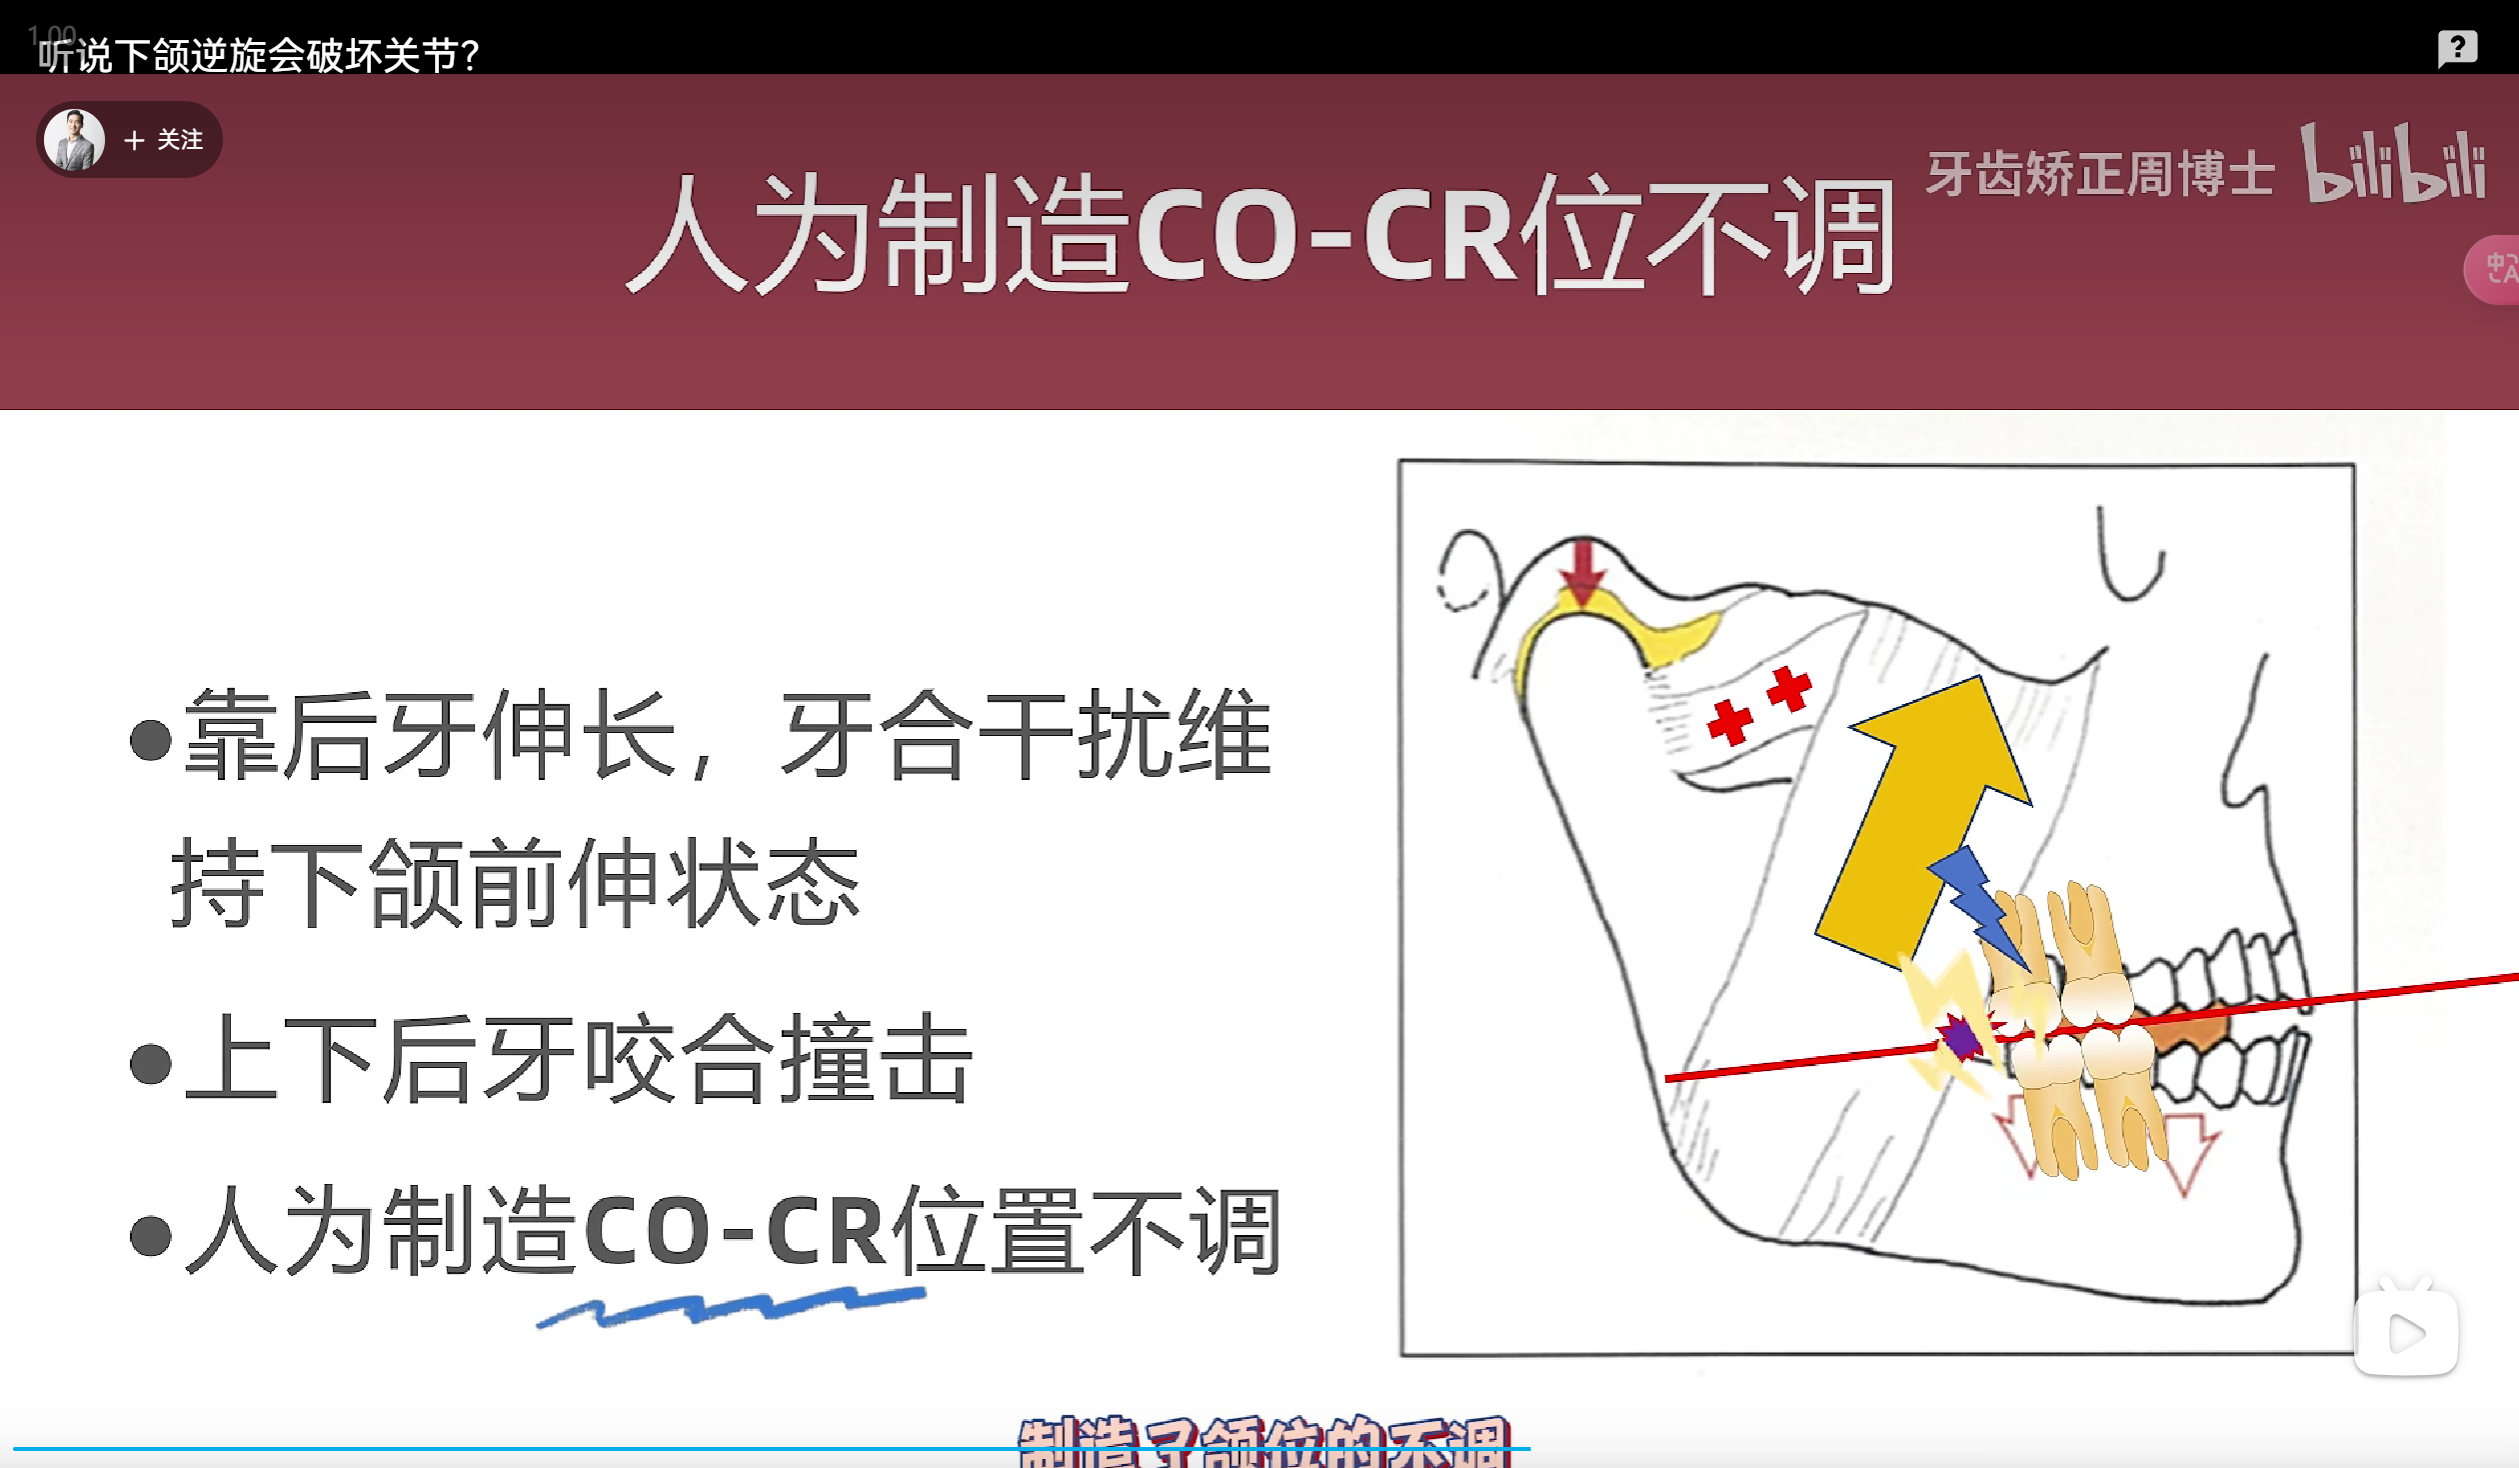 1.00
听说下颌逆旋会破坏关节?
+ 关注
牙齿矫正周博士 bilibili
人为制造CO-CR位不调
中
A
●靠后牙伸长，牙合干扰维
持下颌前伸状态
●上下后牙咬合撞击
●人为制造CO-CR位置不调
制造了颌位的不调